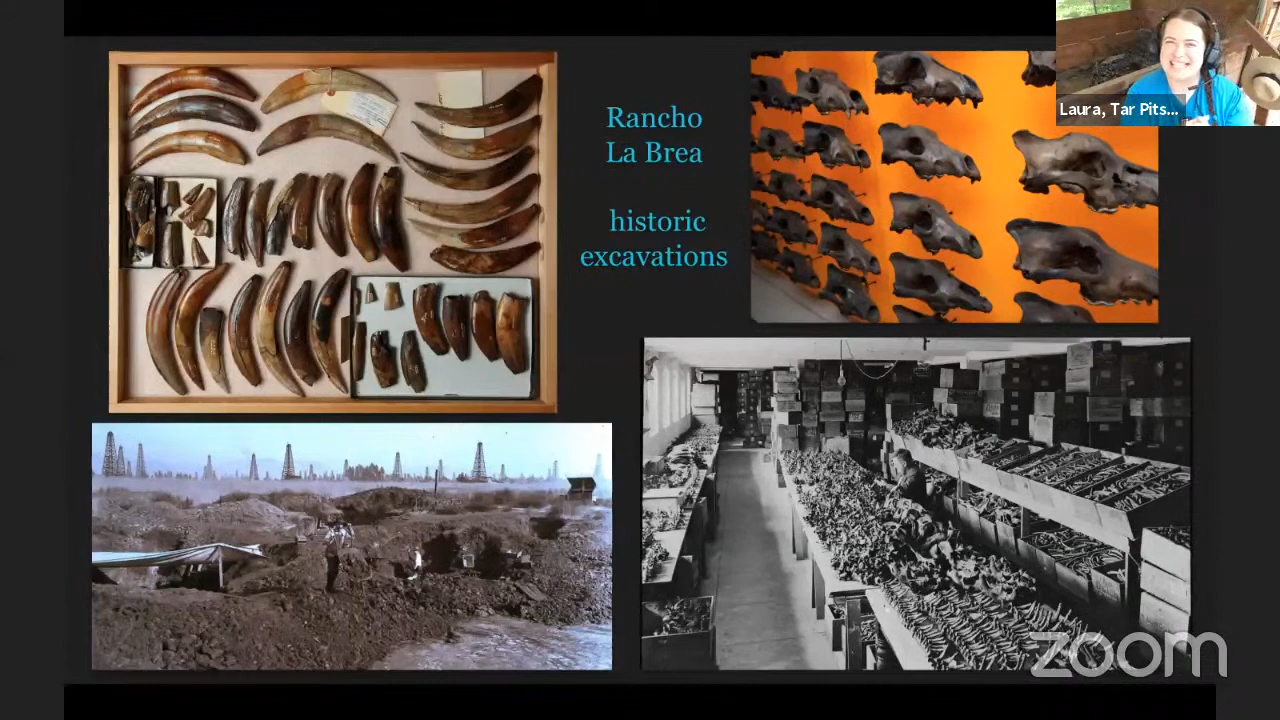 Rancho
La Brea
historic
excavations
Laura, Tar Pits...
zoom